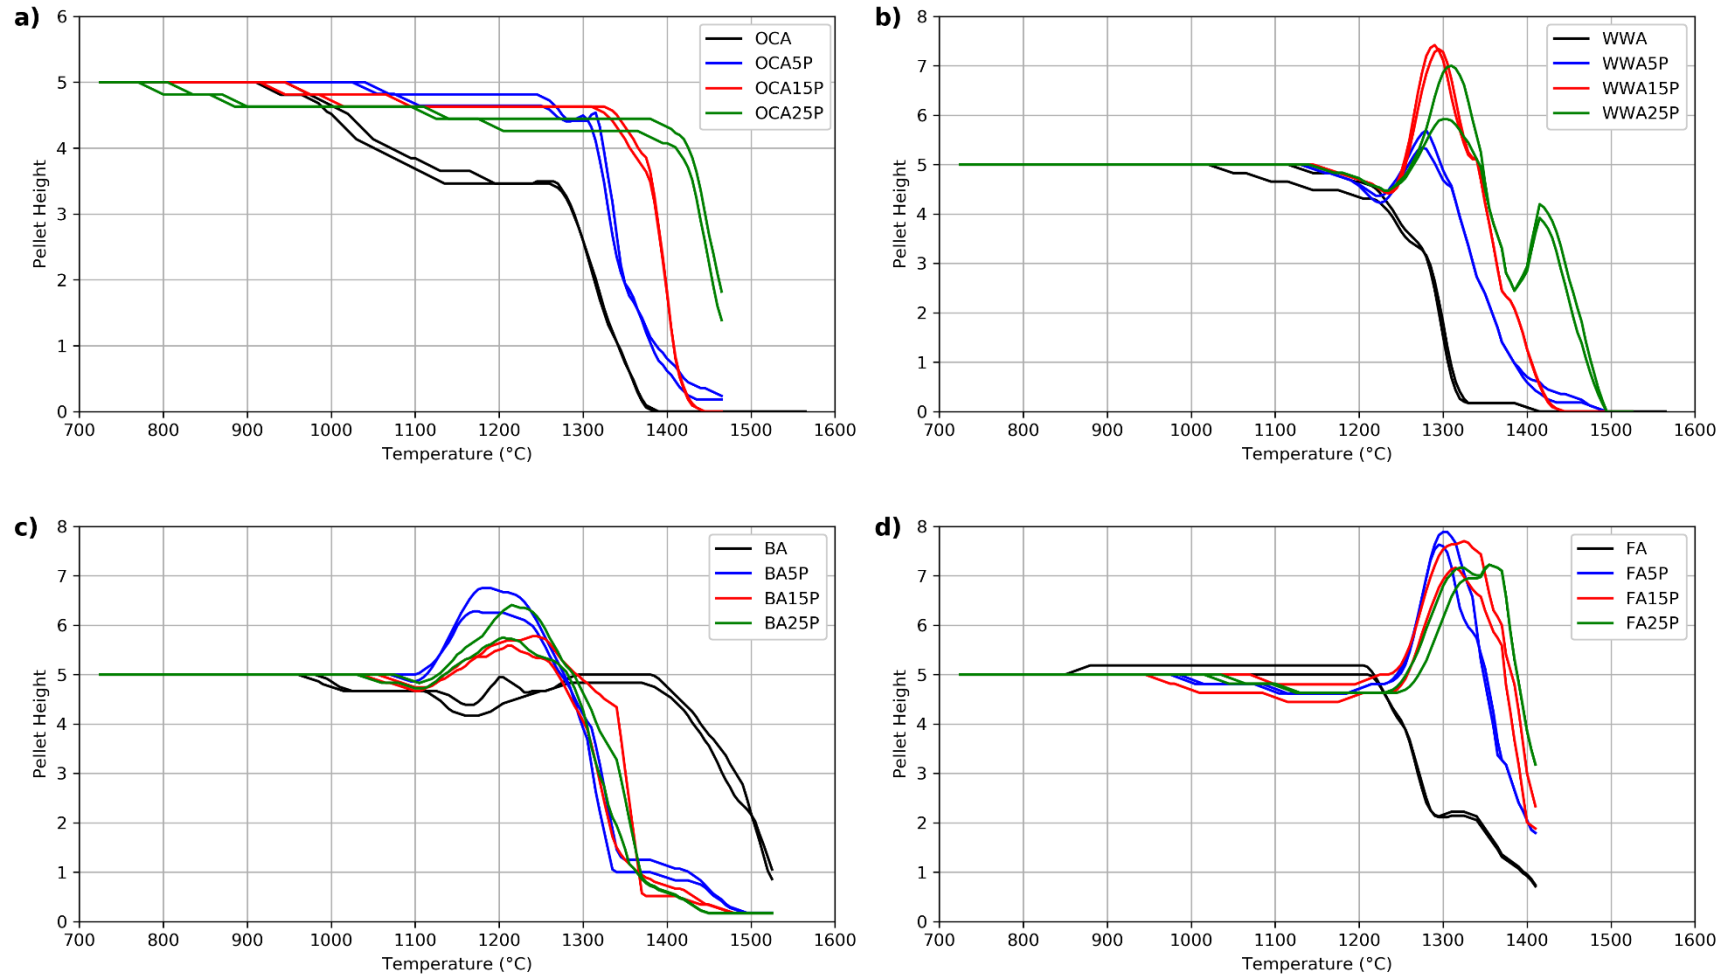 a)
6
5
4
3
2
1
0
Pellet Height
OCA
OCA5P
OCA15P
OCA25P
700 800 900 1000 1100 1200 1300 1400 1500 1600
Temperature (°C)
b)
8
7
6
5
4
3
2
1
0
Pellet Height
WWA
WWA5P
WWA15P
WWA25P
700 800 900 1000 1100 1200 1300 1400 1500 1600
Temperature (°C)
c)
8
7
6
5
4
3
2
1
0
Pellet Height
BA
BA5P
BA15P
BA25P
700 800 900 1000 1100 1200 1300 1400 1500 1600
Temperature (°C)
d)
8
7
6
5
4
3
2
1
0
Pellet Height
FA
FA5P
FA15P
FA25P
700 800 900 1000 1100 1200 1300 1400 1500 1600
Temperature (°C)